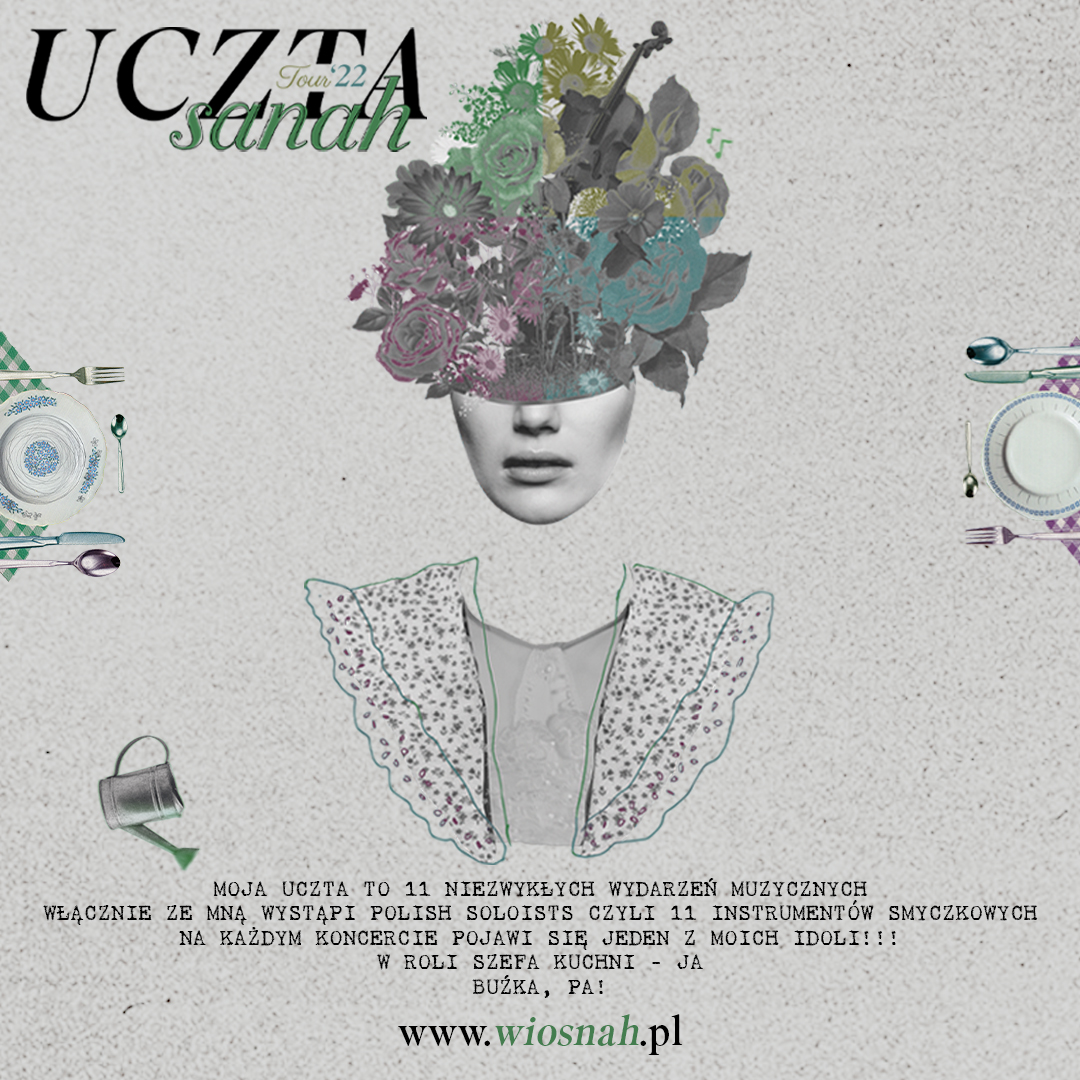 UCZTA
Tour '22
sanah
MOJA UCZTA TO 11 NIEZWYKŁYCH WYDARZEŃ MUZYCZNYCH
WŁĄCZNIE ZE MNĄ WYSTĄPI POLISH SOLOISTS CZYLI 11 INSTRUMENTÓW SMYCZKOWYCH
NA KAŻDYM KONCERCIE POJAWI SIĘ JEDEN Z MOICH IDOLI!!!
W ROLI SZEFA KUCHNI - JA
BUŹKA, PA!
www.wiosnah.pl